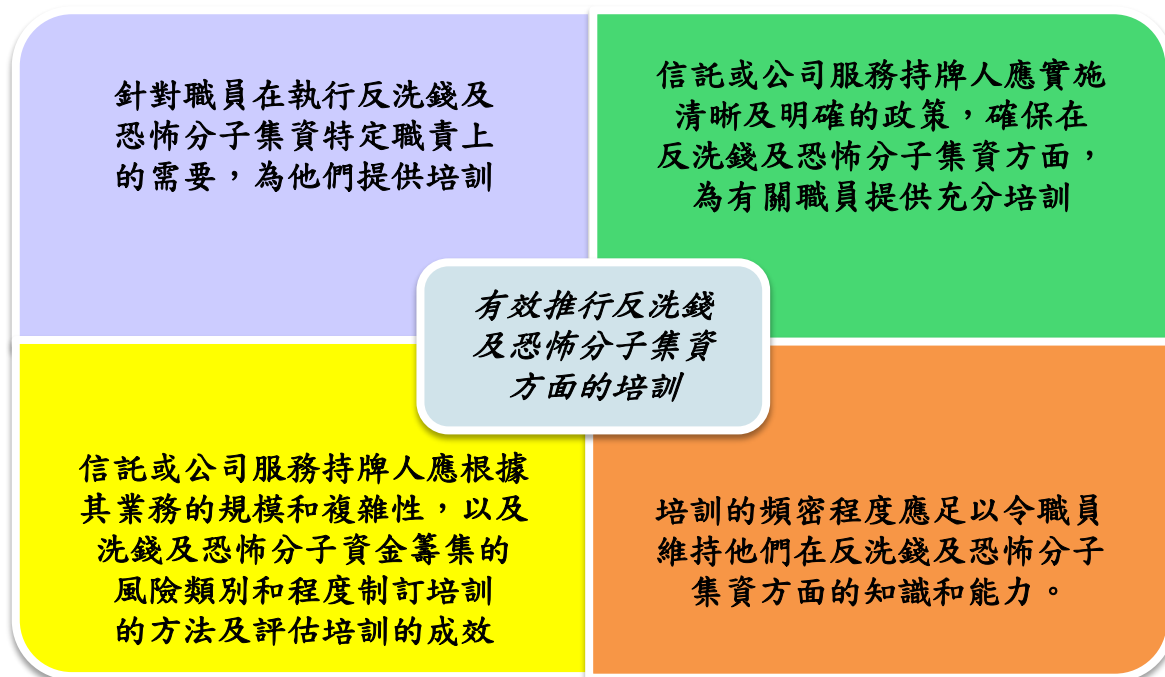 針對職員在執行反洗錢及
恐怖分子集資特定職責上
的需要，為他們提供培訓
信託或公司服務持牌人應實施
清晰及明確的政策，確保在
反洗錢及恐怖分子集資方面，
為有關職員提供充分培訓
有效推行反洗錢
及恐怖分子集資
方面的培訓
信託或公司服務持牌人應根據
其業務的規模和複雜性，以及
洗錢及恐怖分子資金籌集的
風險類別和程度制訂培訓
的方法及評估培訓的成效
培訓的頻密程度應足以令職員
維持他們在反洗錢及恐怖分子
集資方面的知識和能力。